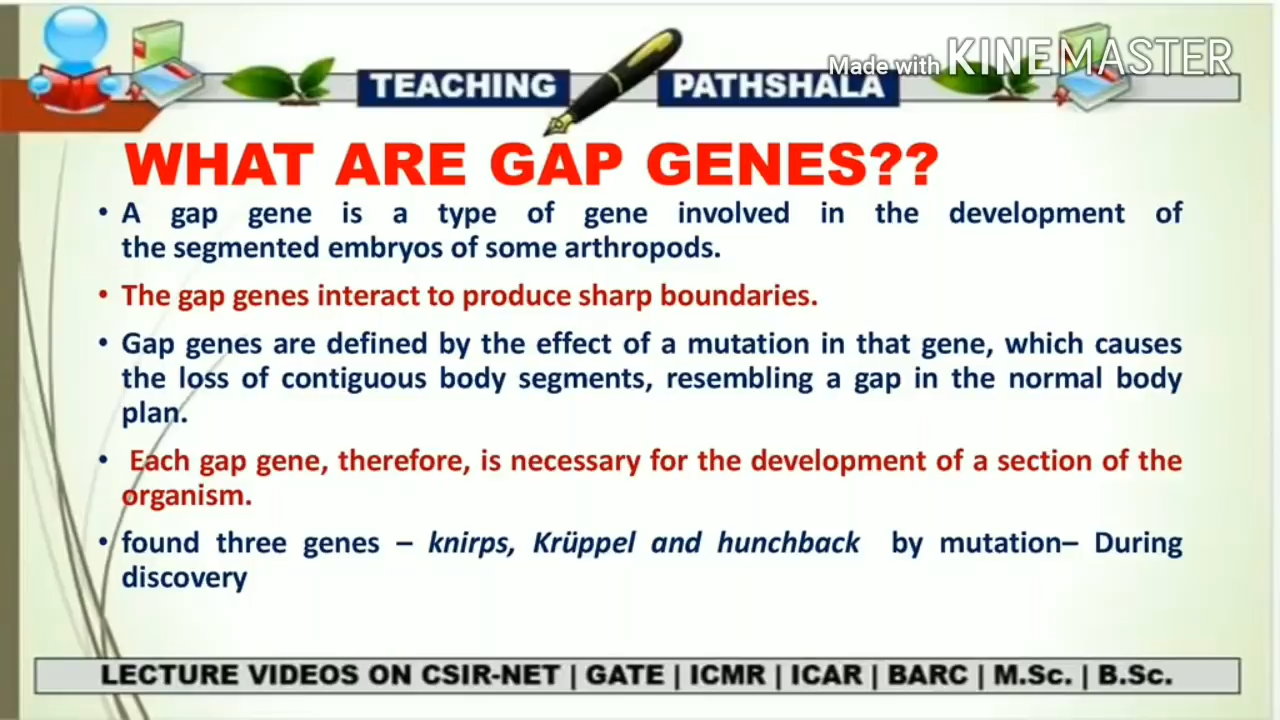 Made with KINEMASTER
TEACHING PATHSHALA
WHAT ARE GAP GENES??
• A gap gene is a type of gene involved in the development of
the segmented embryos of some arthropods.
• The gap genes interact to produce sharp boundaries.
• Gap genes are defined by the effect of a mutation in that gene, which causes
the loss of contiguous body segments, resembling a gap in the normal body
plan.
• Each gap gene, therefore, is necessary for the development of a section of the
organism.
• found three genes – knirps, Krüppel and hunchback by mutation– During
discovery
LECTURE VIDEOS ON CSIR-NET | GATE | ICMR | ICAR | BARC | M.Sc. | B.Sc.